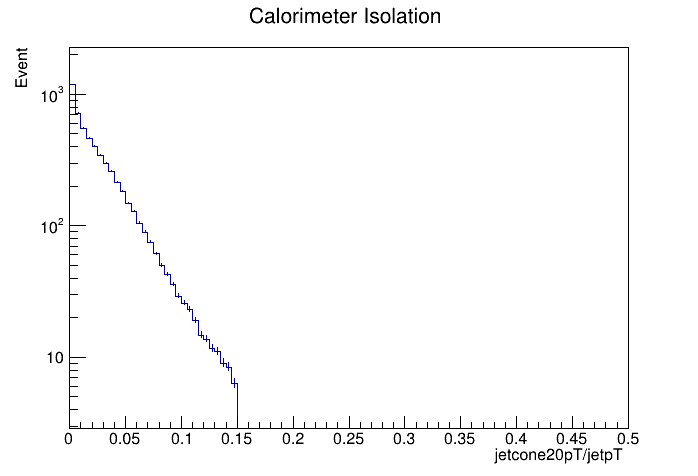 Calorimeter Isolation
Event
10³
10²
10
0 0.05 0.1 0.15 0.2 0.25 0.3 0.35 0.4 0.45 0.5
jetcone20pT/jetpT